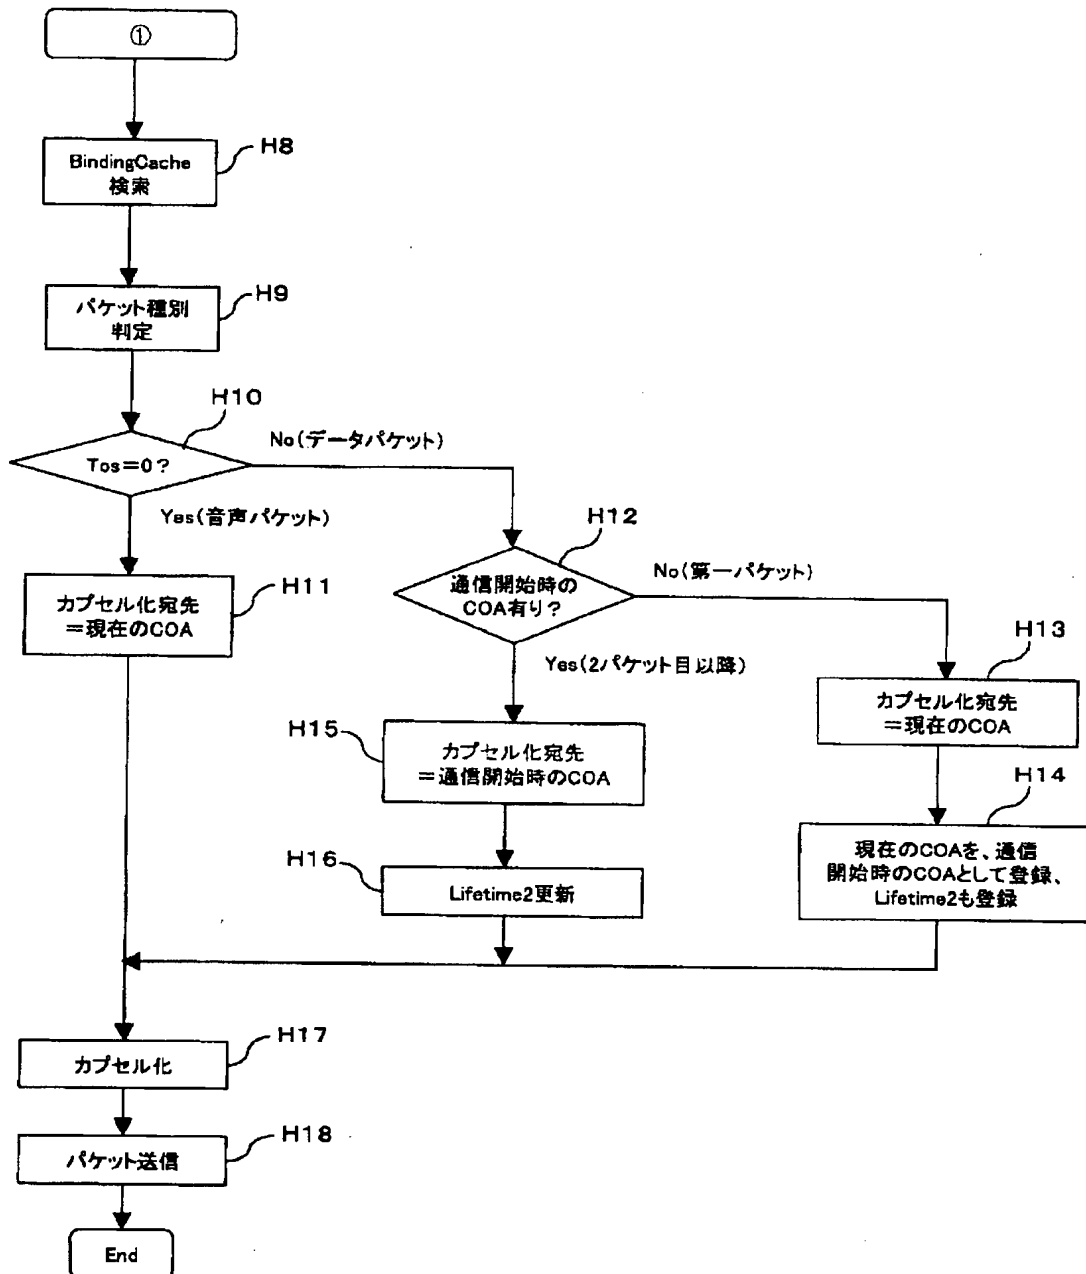 ①
BindingCache
検索
H8
パケット種別
判定
H9
H10
Tos=0?
No(データパケット)
Yes(音声パケット)
カプセル化宛先
=現在のCOA
H11
H12
通信開始時の
COA有り?
No(第一パケット)
Yes(2パケット目以降)
H13
カプセル化宛先
=現在のCOA
H15
カプセル化宛先
=通信開始時のCOA
H14
現在のCOAを、通信
開始時のCOAとして登録、
Lifetime2も登録
H16
Lifetime2更新
カプセル化
H17
パケット送信
H18
End